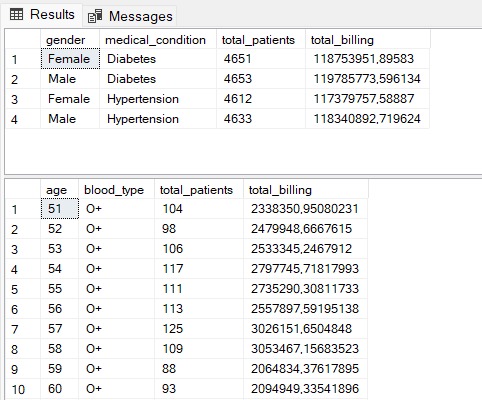 Results Messages
gender medical_condition total_patients total_billing
1 Female Diabetes 4651 118753951,89583
2 Male Diabetes 4653 119785773,596134
3 Female Hypertension 4612 117379757,58887
4 Male Hypertension 4633 118340892,719624
age blood_type total_patients total_billing
1 51 O+ 104 2338350,95080231
2 52 O+ 98 2479948,6667615
3 53 O+ 106 2533345,2467912
4 54 O+ 117 2797745,71817993
5 55 O+ 111 2735290,30811733
6 56 O+ 113 2557897,59195138
7 57 O+ 125 3026151,6504848
8 58 O+ 109 3053467,15683523
9 59 O+ 88 2064834,37617895
10 60 O+ 93 2094949,33541896